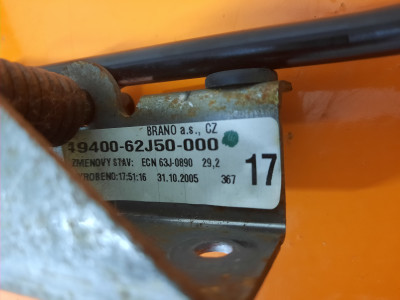 BRANO a.s., CZ
49400-62J50-000
ZMENOVY STAV: ECN 63J-0890 29,2
17:51:16 31.10.2005 367
17